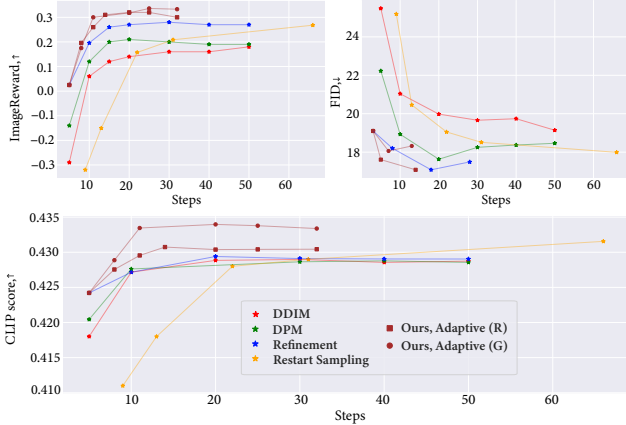 ImageReward,↑
0.3
0.2
0.1
0.0
−0.1
−0.2
−0.3
10
20
30
40
50
60
Steps
FID,↓
24
22
20
18
10
20
30
40
50
60
Steps
CLIP score,↑
0.435
0.430
0.425
0.420
0.415
0.410
10
20
30
40
50
60
Steps
DDIM
DPM
Refinement
Restart Sampling
Ours, Adaptive (R)
Ours, Adaptive (G)